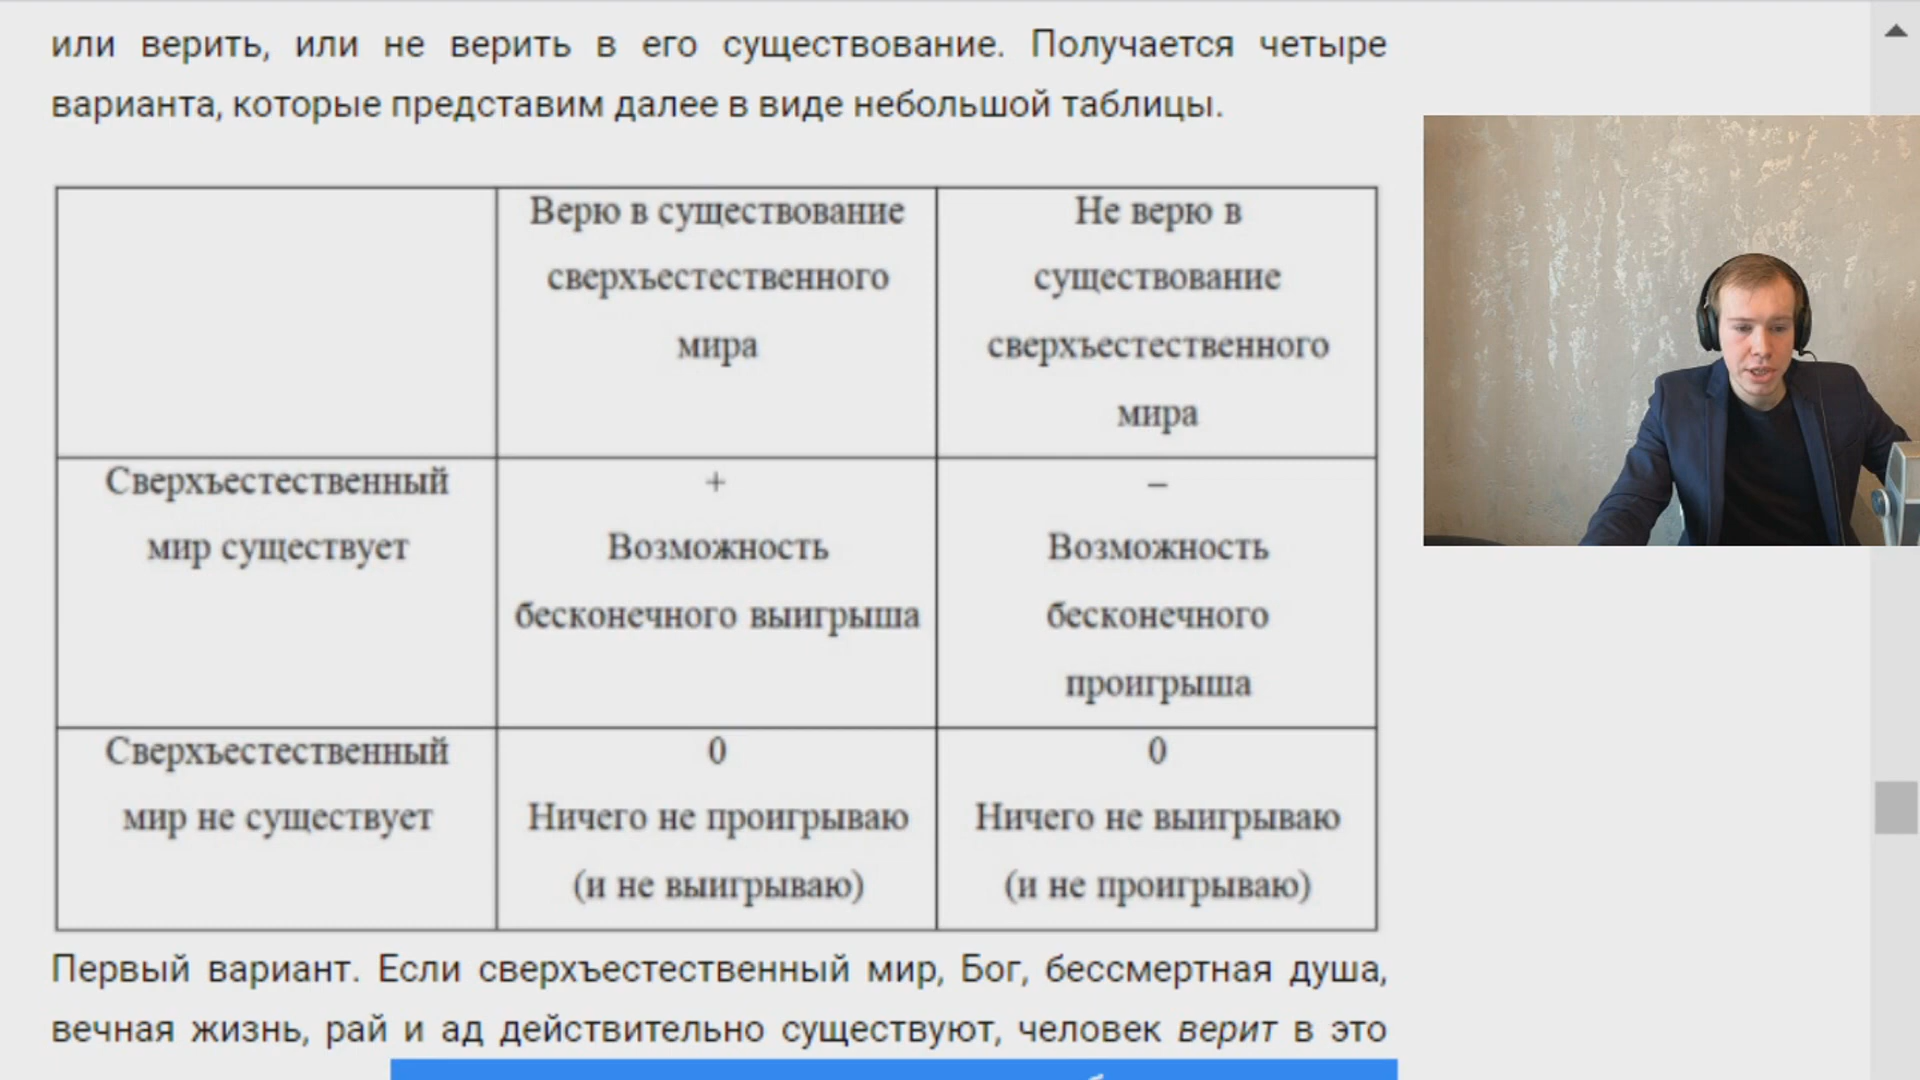 или верить, или не верить в его существование. Получается четыре
варианта, которые представим далее в виде небольшой таблицы.
Верю в существование
сверхъестественного
мира
Не верю в
существование
сверхъестественного
мира
Сверхъестественный
мир существует
+
Возможность
бесконечного выигрыша
–
Возможность
бесконечного
проигрыша
Сверхъестественный
мир не существует
0
Ничего не проигрываю
(и не выигрываю)
0
Ничего не выигрываю
(и не проигрываю)
Первый вариант. Если сверхъестественный мир, Бог, бессмертная душа,
вечная жизнь, рай и ад действительно существуют, человек верит в это